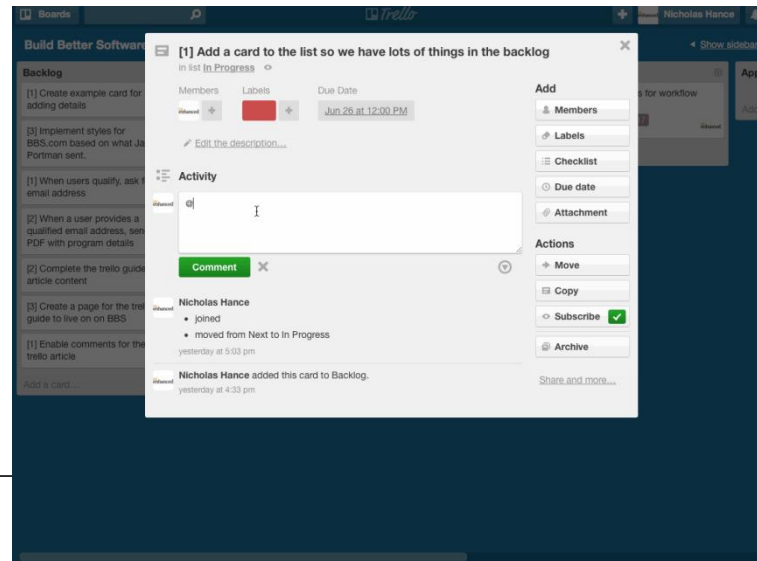 Boards
Trello
Nicholas Hance
Build Better Software
Show sidebar
Backlog
[1] Create example card for
adding details
[3] Implement styles for
BBS.com based on what Ja
Portman sent.
[1] When users qualify, ask
email address
[2] When a user provides a
qualified email address, sen
PDF with program details
[2] Complete the trello guide
article content
[3] Create a page for the trel
guide to live on on BBS
[1] Enable comments for the
trello article
Add a card...
[1] Add a card to the list so we have lots of things in the backlog
in list In Progress
Members
Labels
Due Date
enhanced
Jun 26 at 12:00 PM
Edit the description...
Activity
enhanced
@
Comment
enhanced
Nicholas Hance
• joined
• moved from Next to In Progress
yesterday at 5:03 pm
enhanced
Nicholas Hance added this card to Backlog.
yesterday at 4:33 pm
Add
Members
Labels
Checklist
Due date
Attachment
Actions
Move
Copy
Subscribe
Archive
Share and more...
s for workflow
enhanced
App
Add